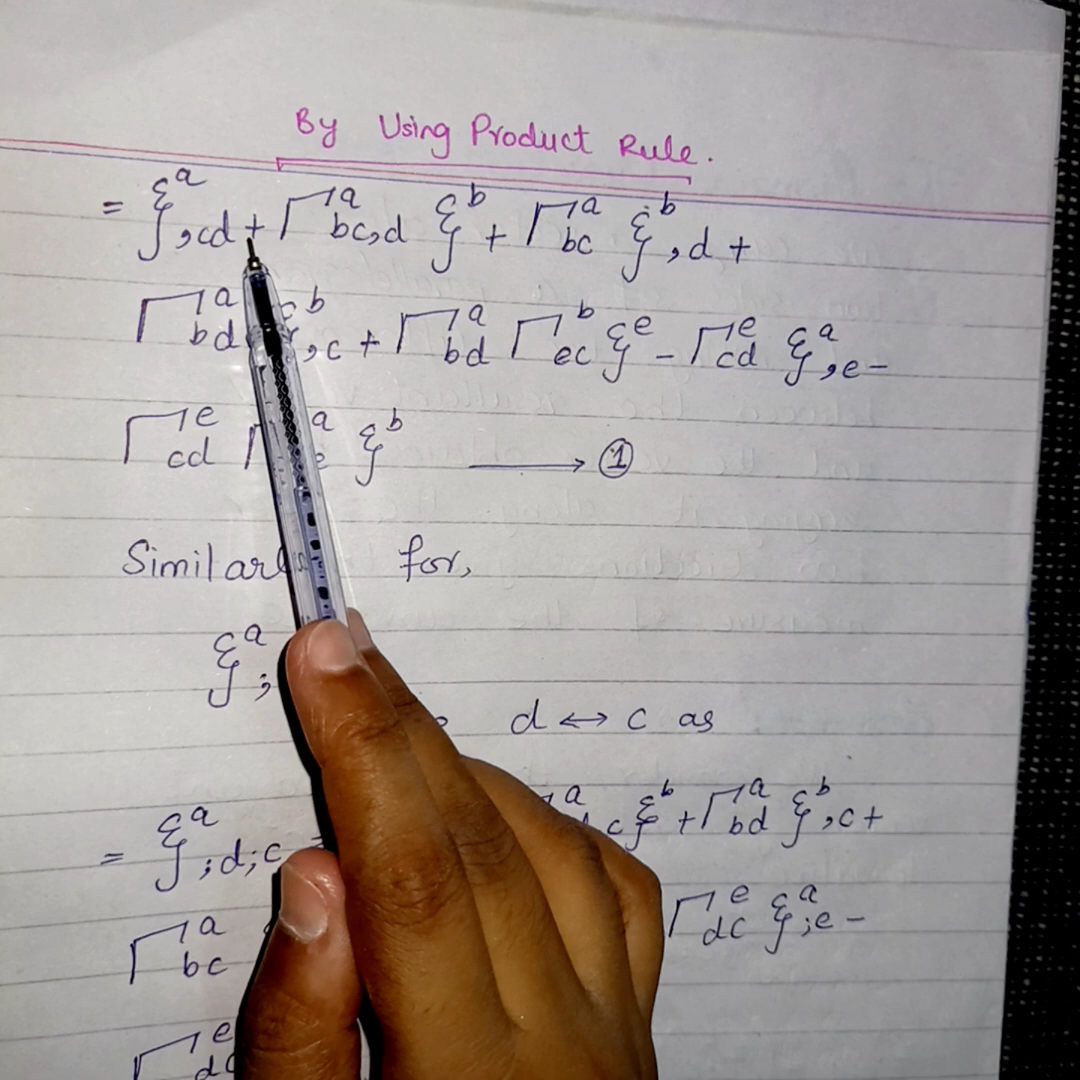 By Using Product Rule.
= ξ^a_{,cd} + Γ^a_{bc,d} ξ^b + Γ^a_{bc} ξ^b_{,d} +
Γ^a_{bd} ξ^b_{,c} + Γ^a_{bd} Γ^b_{ec} ξ^e - Γ^e_{cd} ξ^a_{,e} -
Γ^e_{cd} Γ^a ξ^b → ①
for,
ξ^a_;
d ↔ c as
= ξ^a_{;d;c} ^a c ξ^b + Γ^a_{bd} ξ^b_{,c} +
Γ^a_{bc} Γ^e_{dc} ξ^a_{;e} -
Γ^e